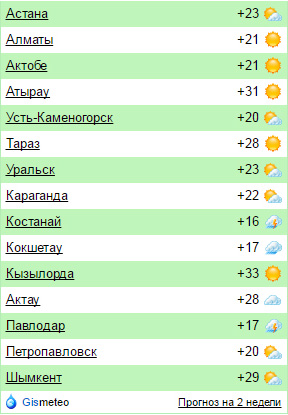 Астана +23
Алматы +21
Актобе +21
Атырау +31
Усть-Каменогорск +20
Тараз +28
Уральск +23
Караганда +22
Костанай +16
Кокшетау +17
Кызылорда +33
Актау +28
Павлодар +17
Петропавловск +20
Шымкент +29
Gismeteo Прогноз на 2 недели